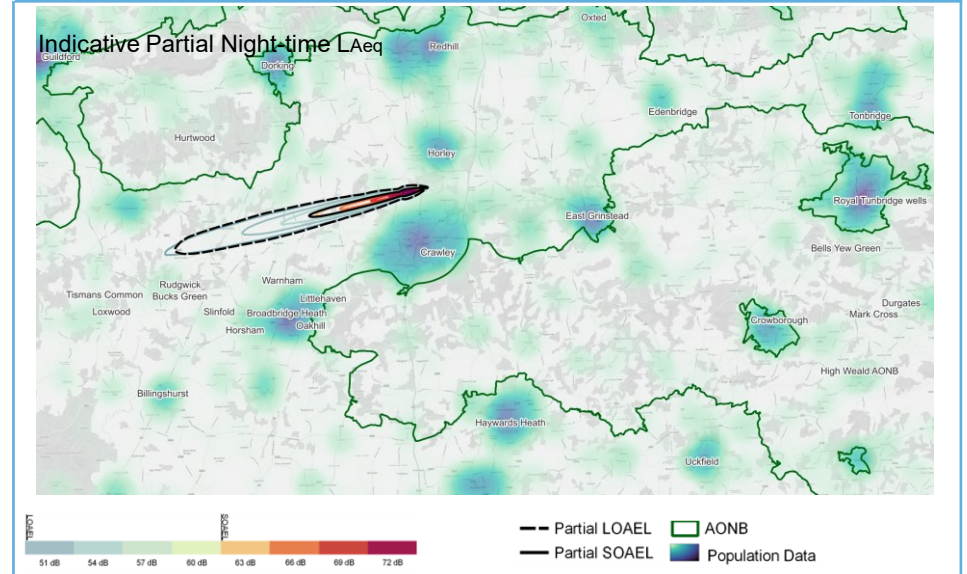 Oxted
Indicative Partial Night-time LAeq
Redhill
Guildford
Dorking
Edenbridge
Tonbridge
Hurtwood
Horley
Royal Tunbridge wells
East Grinstead
Bells Yew Green
Crawley
Warnham
Rudgwick
Tismans Common
Bucks Green
Littlehaven
Durgates
Loxwood
Slinfold
Broadbridge Heath
Mark Cross
Crowborough
Horsham
Oakhill
High Weald AONB
Billingshurst
Haywards Heath
Uckfield
LOAEL
SOAEL
51 dB 54 dB 57 dB 60 dB 63 dB 66 dB 69 dB 72 dB
Partial LOAEL
AONB
Partial SOAEL
Population Data